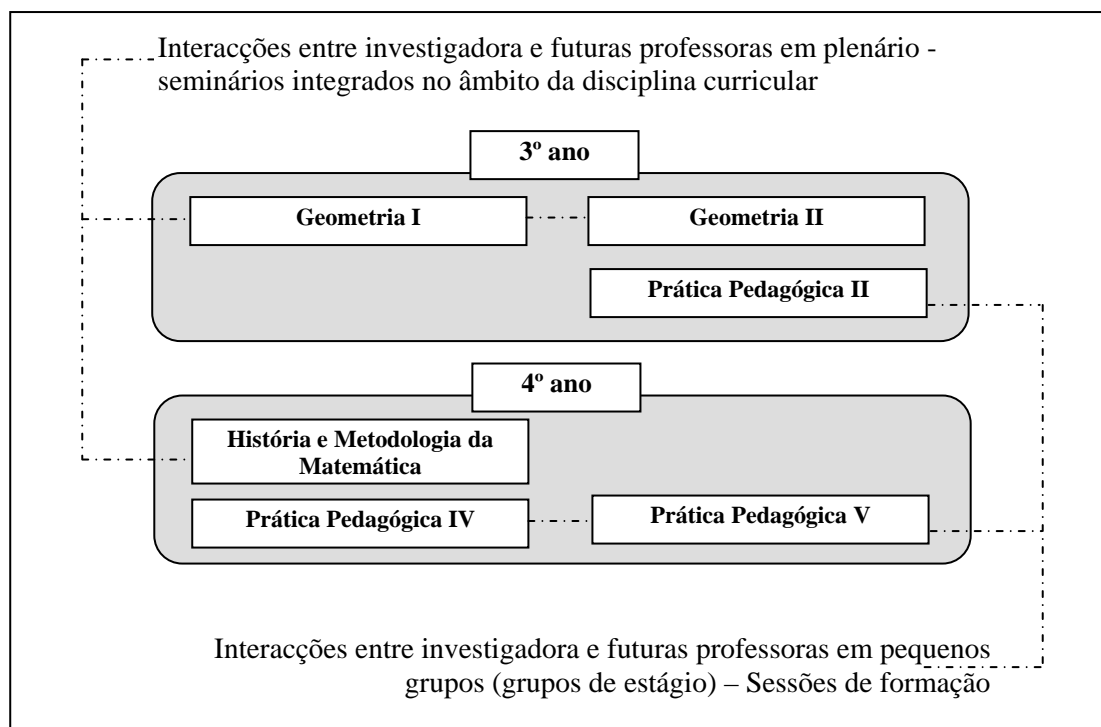 Interacções entre investigadora e futuras professoras em plenário -
seminários integrados no âmbito da disciplina curricular
3º ano
Geometria I
Geometria II
Prática Pedagógica II
4º ano
História e Metodologia da
Matemática
Prática Pedagógica IV
Prática Pedagógica V
Interacções entre investigadora e futuras professoras em pequenos
grupos (grupos de estágio) – Sessões de formação